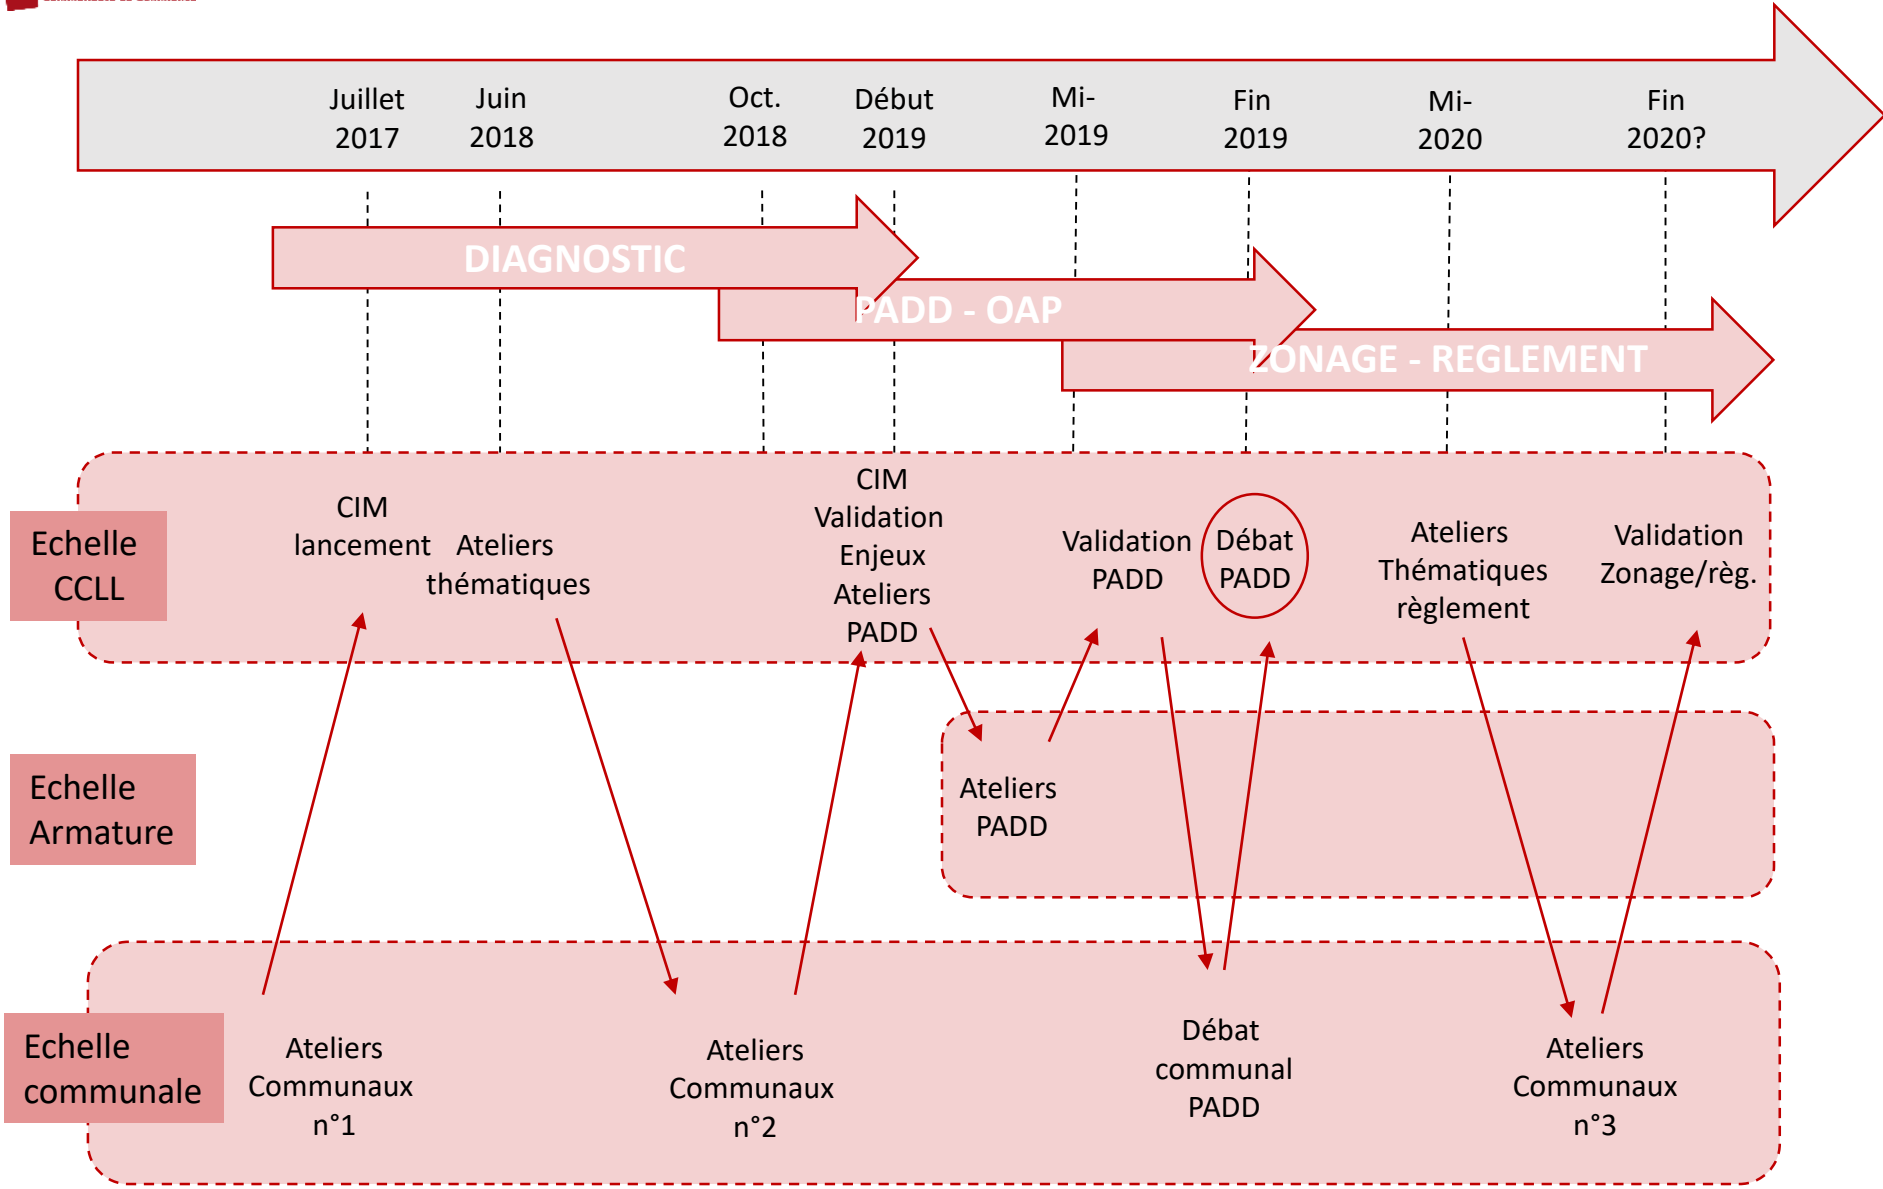 Juillet
2017
Juin
2018
Oct.
2018
Début
2019
Mi-
2019
Fin
2019
Mi-
2020
Fin
2020?
DIAGNOSTIC
PADD - OAP
ZONAGE - REGLEMENT
Echelle
CCLL
CIM
lancement
Ateliers
thématiques
CIM
Validation
Enjeux
Ateliers
PADD
Validation
PADD
Débat
PADD
Ateliers
Thématiques
règlement
Validation
Zonage/règ.
Echelle
Armature
Ateliers
PADD
Echelle
communale
Ateliers
Communaux
n°1
Ateliers
Communaux
n°2
Débat
communal
PADD
Ateliers
Communaux
n°3